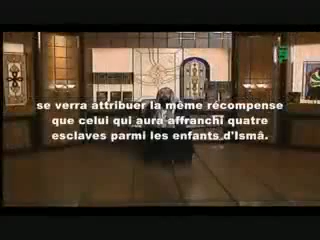 se verra attribuer la même récompense
que celui qui aura affranchi quatre
esclaves parmi les enfants d'Ismâ.